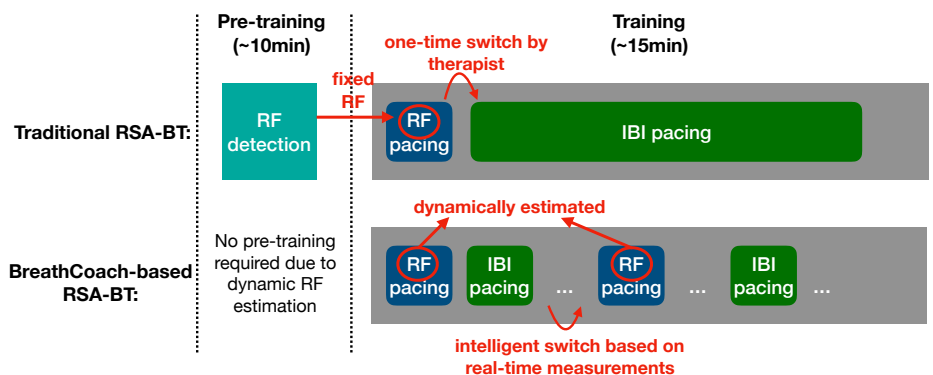 Pre-training
(~10min)
Training
(~15min)
one-time switch by
therapist
fixed
RF
Traditional RSA-BT:
RF
detection
RF
pacing
IBI pacing
dynamically estimated
BreathCoach-based
RSA-BT:
No pre-training
required due to
dynamic RF
estimation
RF
pacing
IBI
pacing
...
RF
pacing
...
IBI
pacing
...
intelligent switch based on
real-time measurements